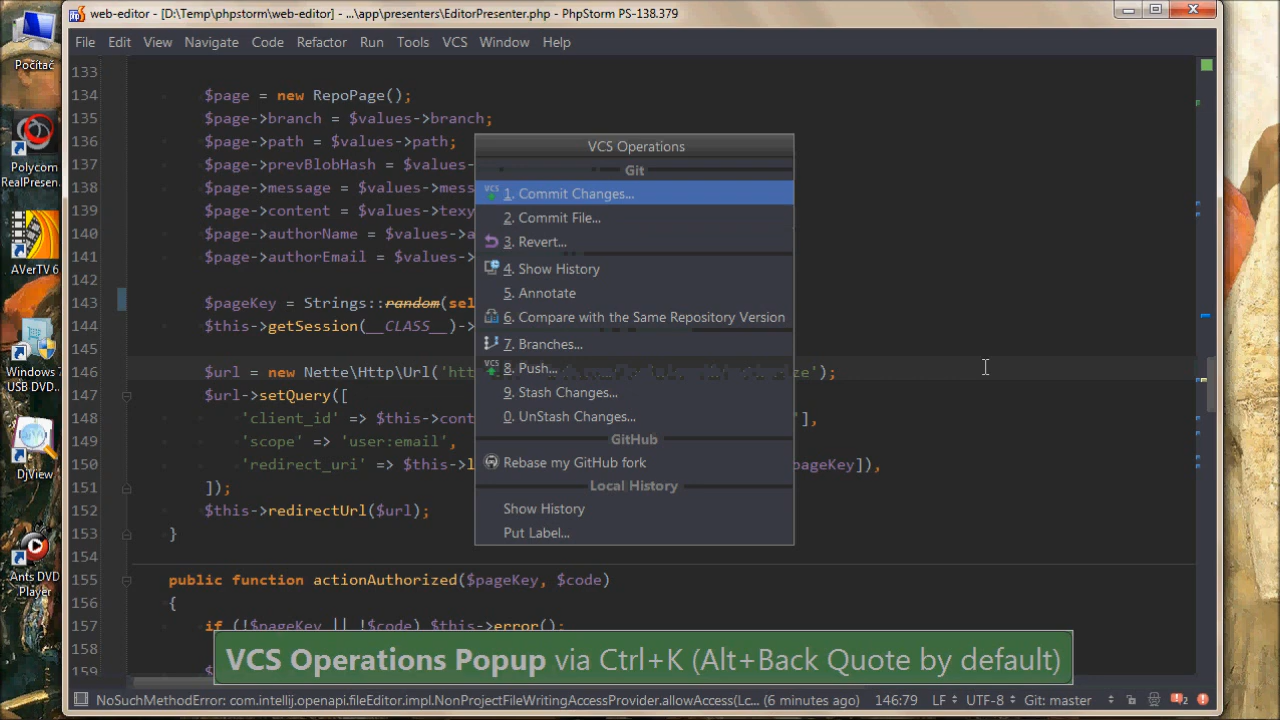 web-editor - [D:\Temp\phpstorm\web-editor] - ...\app\presenters\EditorPresenter.php - PhpStorm PS-138.379
File Edit View Navigate Code Refactor Run Tools VCS Window Help
Počítač
Polycom
RealPresen...
AVerTV 6
Windows 7
USB DVD...
DjView
Ants DVD
Player
133
134 $page = new RepoPage();
135 $page->branch = $values->branch;
136 $page->path = $values->path;
137 $page->prevBlobHash = $values-
138 $page->message = $values->mess
139 $page->content = $values->texy
140 $page->authorName = $values->a
141 $page->authorEmail = $values->
142
143 $pageKey = Strings::random(sel
144 $this->getSession(__CLASS__)->
145
146 $url = new Nette\Http\Url('htt te');
147 $url->setQuery([
148 'client_id' => $this->cont '],
149 'scope' => 'user:email',
150 'redirect_uri' => $this->l pageKey]),
151 ]);
152 $this->redirectUrl($url);
153 }
154
155 public function actionAuthorized($pageKey, $code)
156 {
157 if (!$pageKey || !$code) $this->error();
158
159
VCS Operations
Git
VCS 1. Commit Changes...
2. Commit File...
3. Revert...
4. Show History
5. Annotate
6. Compare with the Same Repository Version
7. Branches...
VCS 8. Push...
9. Stash Changes...
0. UnStash Changes...
GitHub
Rebase my GitHub fork
Local History
Show History
Put Label...
VCS Operations Popup via Ctrl+K (Alt+Back Quote by default)
NoSuchMethodError: com.intellij.openapi.fileEditor.impl.NonProjectFileWritingAccessProvider.allowAccess(Lc... (6 minutes ago) 146:79 LF UTF-8 Git: master 2